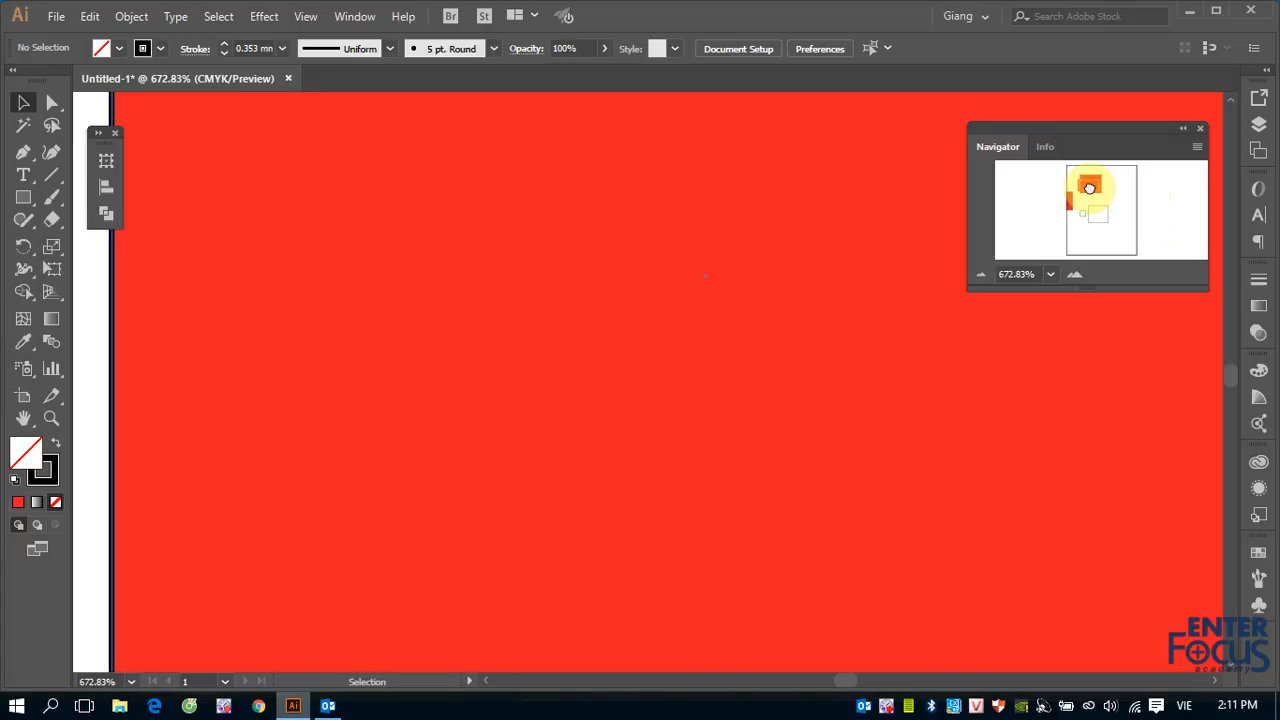 Ai File Edit Object Type Select Effect View Window Help Br St Giang Search Adobe Stock
No Selection Stroke: 0.353 mm Uniform 5 pt. Round Opacity: 100% Style: Document Setup Preferences
Untitled-1* @ 672.83% (CMYK/Preview)
Navigator Info
672.83%
ENTER
FOCUS
academy
672.83% 1 Selection
Ai VIE 2:11 PM